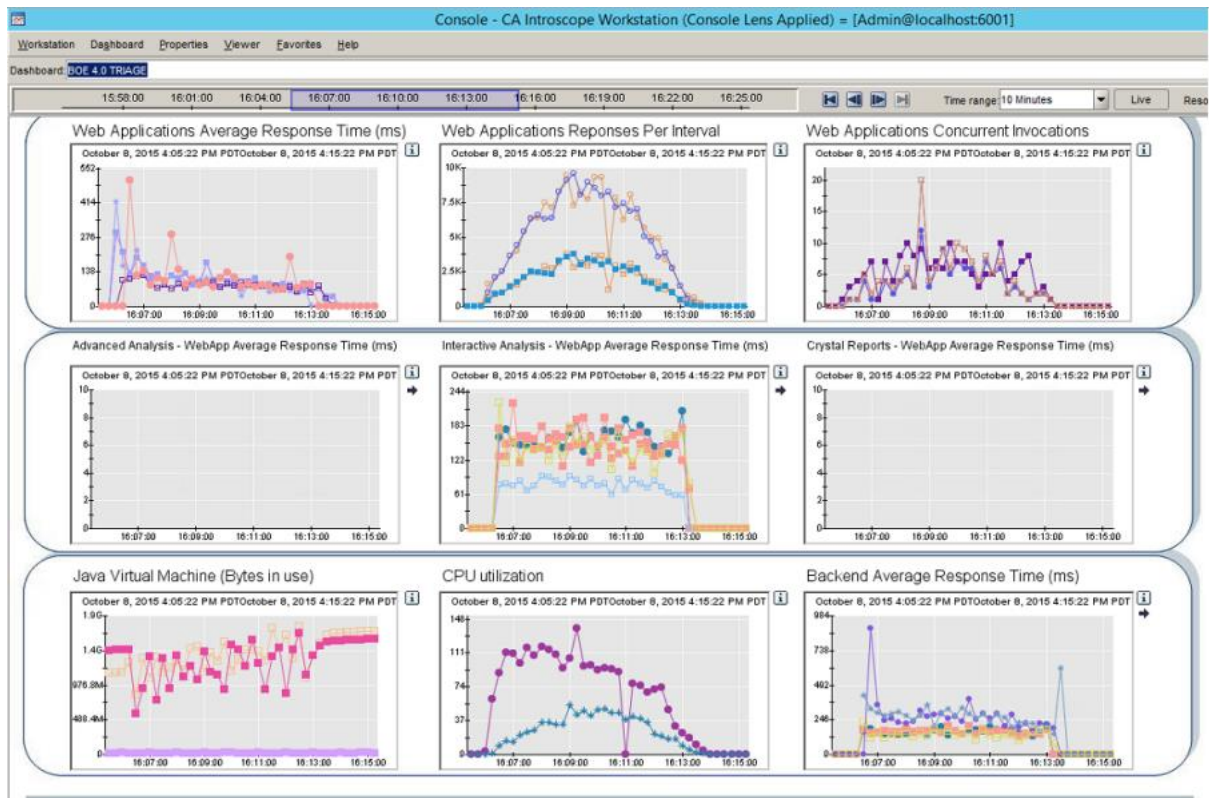 Console - CA Introscope Workstation (Console Lens Applied) = [Admin@localhost:6001]
Workstation Dashboard Properties Viewer Favorites Help
Dashboard: BOE 4.0 TRIAGE
15:58:00 16:01:00 16:04:00 16:07:00 16:10:00 16:13:00 16:16:00 16:19:00 16:22:00 16:25:00 Time range: 10 Minutes Live Reso
Web Applications Average Response Time (ms)
October 8, 2015 4:05:22 PM PDTOctober 8, 2015 4:15:22 PM PDT
552
414
276
138
0
16:07:00 16:09:00 16:11:00 16:13:00 16:15:00
Web Applications Reponses Per Interval
October 8, 2015 4:05:22 PM PDTOctober 8, 2015 4:15:22 PM PDT
10K
7.5K
5K
2.5K
0
16:07:00 16:09:00 16:11:00 16:13:00 16:15:00
Web Applications Concurrent Invocations
October 8, 2015 4:05:22 PM PDTOctober 8, 2015 4:15:22 PM PDT
20
15
10
5
0
16:07:00 16:09:00 16:11:00 16:13:00 16:15:00
Advanced Analysis - WebApp Average Response Time (ms)
October 8, 2015 4:05:22 PM PDTOctober 8, 2015 4:15:22 PM PDT
10
8
6
4
2
0
16:07:00 16:09:00 16:11:00 16:13:00 16:15:00
Interactive Analysis - WebApp Average Response Time (ms)
October 8, 2015 4:05:22 PM PDTOctober 8, 2015 4:15:22 PM PDT
244
183
122
61
0
16:07:00 16:09:00 16:11:00 16:13:00 16:15:00
Crystal Reports - WebApp Average Response Time (ms)
October 8, 2015 4:05:22 PM PDTOctober 8, 2015 4:15:22 PM PDT
10
8
6
4
2
0
16:07:00 16:09:00 16:11:00 16:13:00 16:15:00
Java Virtual Machine (Bytes in use)
October 8, 2015 4:05:22 PM PDTOctober 8, 2015 4:15:22 PM PDT
1.9G
1.4G
976.8M
488.4M
0
16:07:00 16:09:00 16:11:00 16:13:00 16:15:00
CPU utilization
October 8, 2015 4:05:22 PM PDTOctober 8, 2015 4:15:22 PM PDT
148
111
74
37
0
16:07:00 16:09:00 16:11:00 16:13:00 16:15:00
Backend Average Response Time (ms)
October 8, 2015 4:05:22 PM PDTOctober 8, 2015 4:15:22 PM PDT
984
738
492
246
0
16:07:00 16:09:00 16:11:00 16:13:00 16:15:00